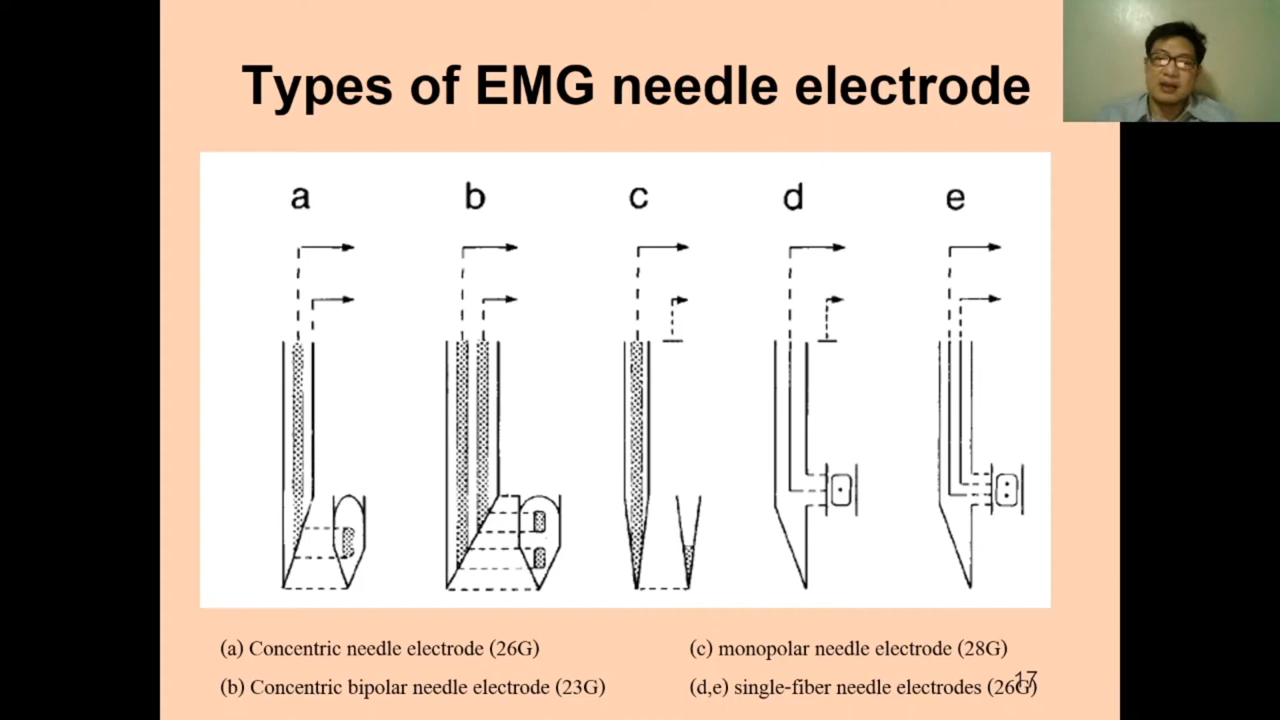 Types of EMG needle electrode
a b c d e
(a) Concentric needle electrode (26G)
(c) monopolar needle electrode (28G)
(b) Concentric bipolar needle electrode (23G)
(d,e) single-fiber needle electrodes (26G)
17